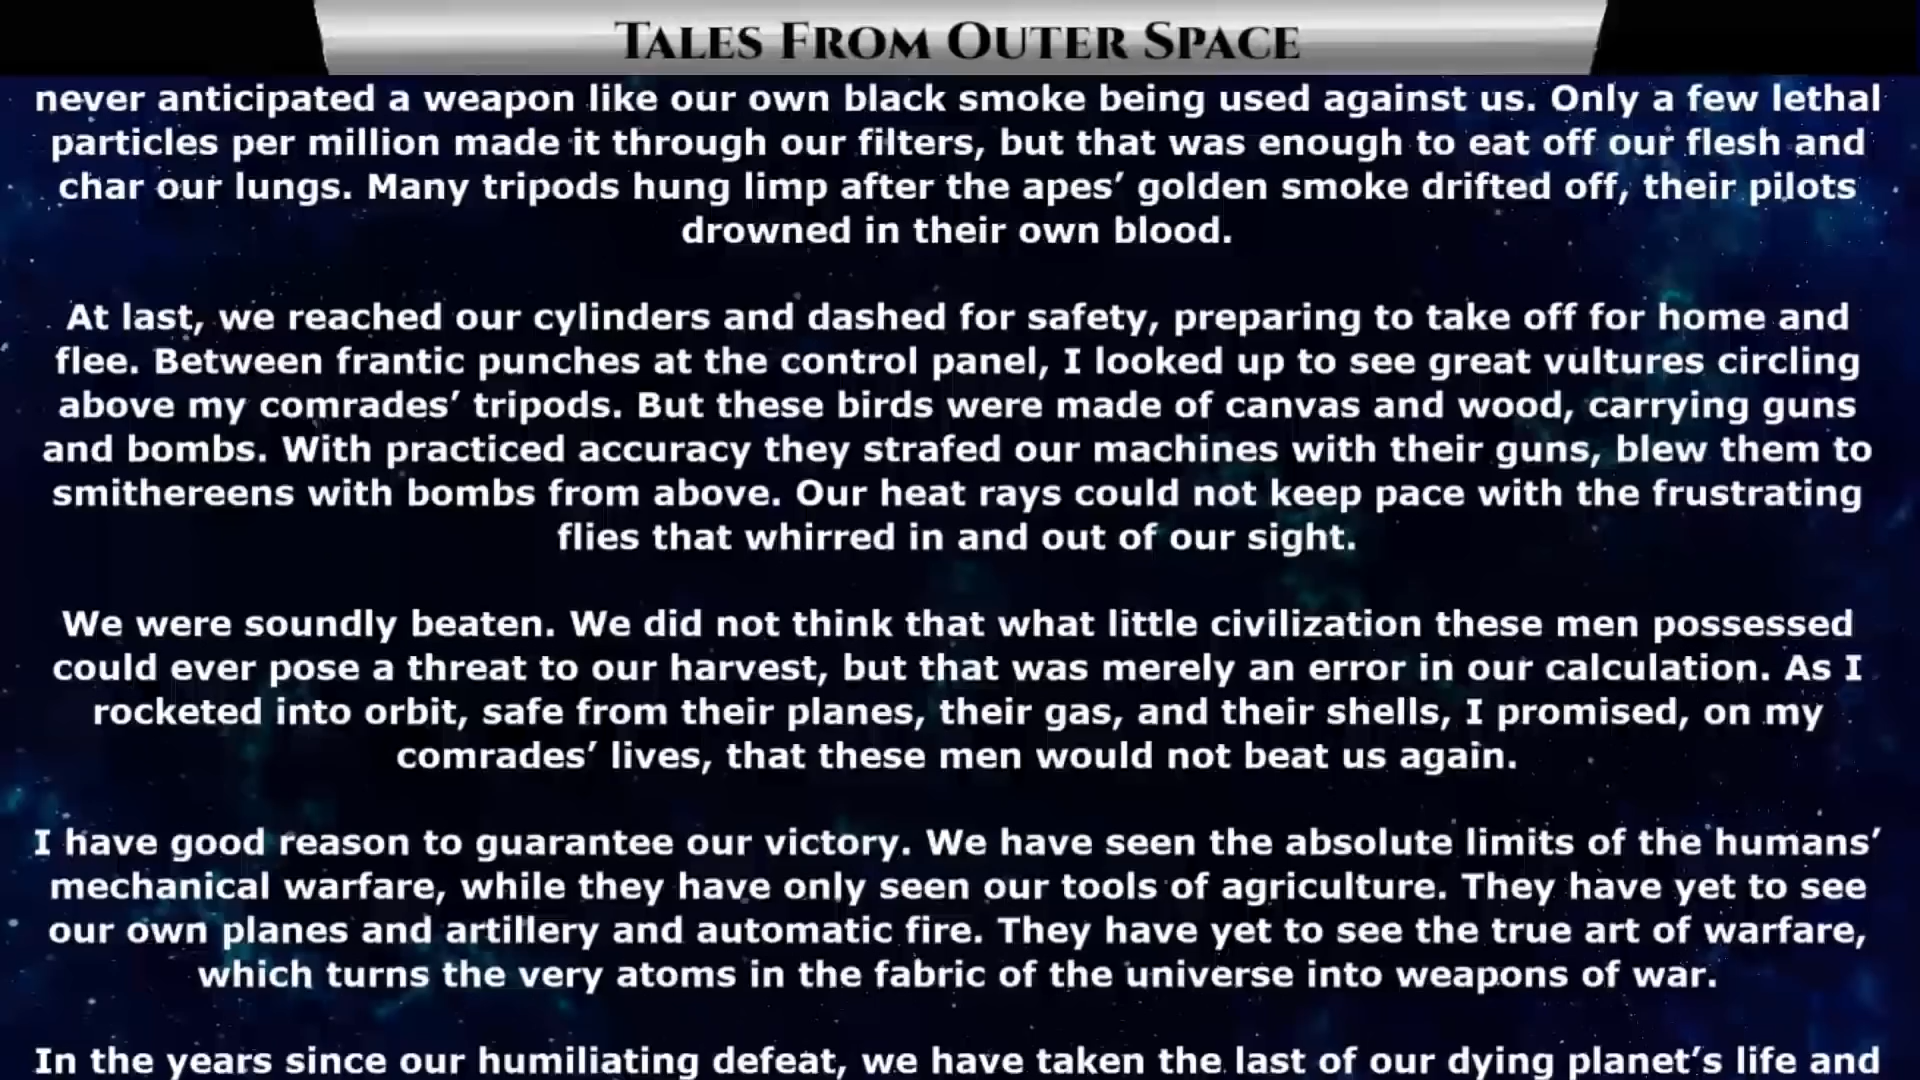 TALES FROM OUTER SPACE
never anticipated a weapon like our own black smoke being used against us. Only a few lethal
particles per million made it through our filters, but that was enough to eat off our flesh and
char our lungs. Many tripods hung limp after the apes’ golden smoke drifted off, their pilots
drowned in their own blood.
At last, we reached our cylinders and dashed for safety, preparing to take off for home and
flee. Between frantic punches at the control panel, I looked up to see great vultures circling
above my comrades’ tripods. But these birds were made of canvas and wood, carrying guns
and bombs. With practiced accuracy they strafed our machines with their guns, blew them to
smithereens with bombs from above. Our heat rays could not keep pace with the frustrating
flies that whirred in and out of our sight.
We were soundly beaten. We did not think that what little civilization these men possessed
could ever pose a threat to our harvest, but that was merely an error in our calculation. As I
rocketed into orbit, safe from their planes, their gas, and their shells, I promised, on my
comrades’ lives, that these men would not beat us again.
I have good reason to guarantee our victory. We have seen the absolute limits of the humans’
mechanical warfare, while they have only seen our tools of agriculture. They have yet to see
our own planes and artillery and automatic fire. They have yet to see the true art of warfare,
which turns the very atoms in the fabric of the universe into weapons of war.
In the years since our humiliating defeat, we have taken the last of our dying planet’s life and